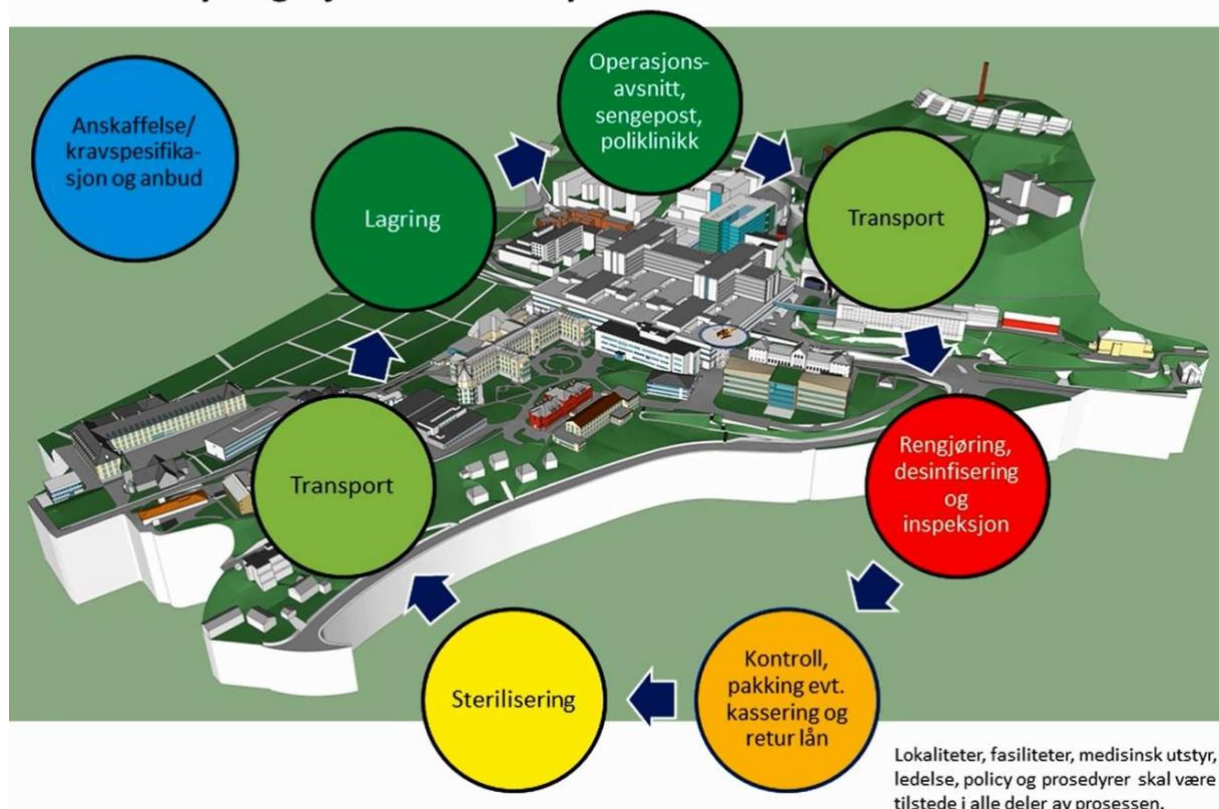 Anskaffelse/
kravspesifika-
sjon og anbud
Lagring
Operasjons-
avsnitt,
sengepost,
poliklinikk
Transport
Rengjøring,
desinfisering
og
inspeksjon
Kontroll,
pakking evt.
kassering og
retur lån
Sterilisering
Transport
Lokaliteter, fasiliteter, medisinsk utstyr,
ledelse, policy og prosedyrer skal være
tilstede i alle deler av prosessen.